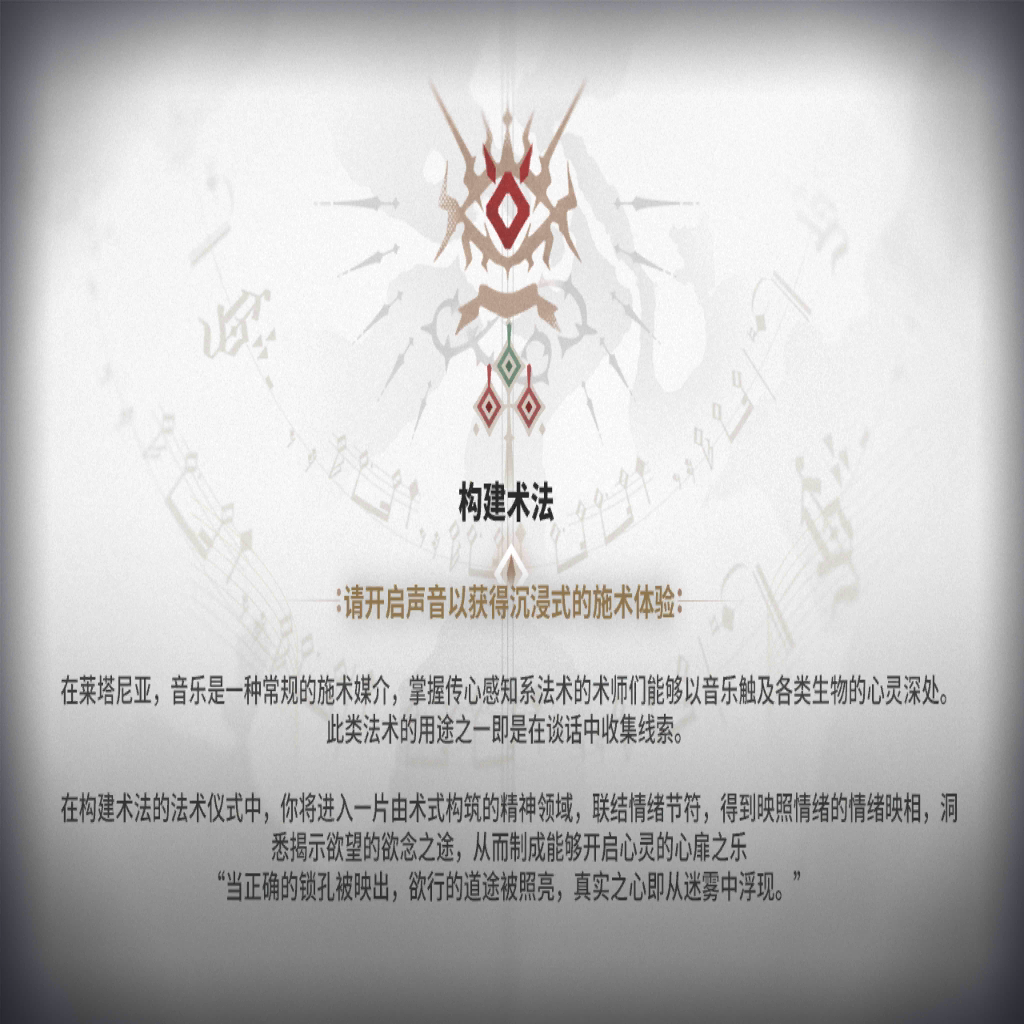 构建术法
:请开启声音以获得沉浸式的施术体验:
在莱塔尼亚，音乐是一种常规的施术媒介，掌握传心感知系法术的术师们能够以音乐触及各类生物的心灵深处。
此类法术的用途之一即是在谈话中收集线索。
在构建术法的法术仪式中，你将进入一片由术式构筑的精神领域，联结情绪节符，得到映照情绪的情绪映相，洞
悉揭示欲望的欲念之途，从而制成能够开启心灵的心扉之乐
“当正确的锁孔被映出，欲行的道途被照亮，真实之心即从迷雾中浮现。”